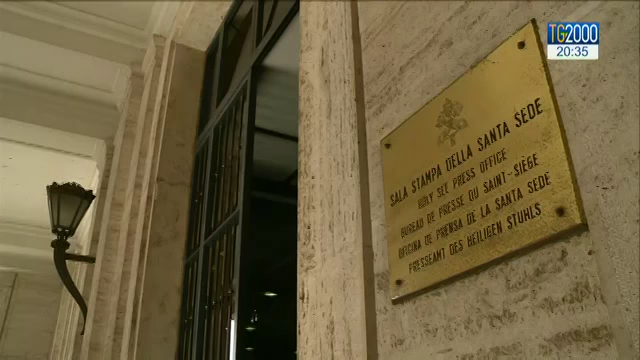 TG2000
20:35
SALA STAMPA DELLA SANTA SEDE
HOLY SEE PRESS OFFICE
BUREAU DE PRESSE DU SAINT-SIÈGE
OFICINA DE PRENSA DE LA SANTA SEDE
PRESSEAMT DES HEILIGEN STUHLS